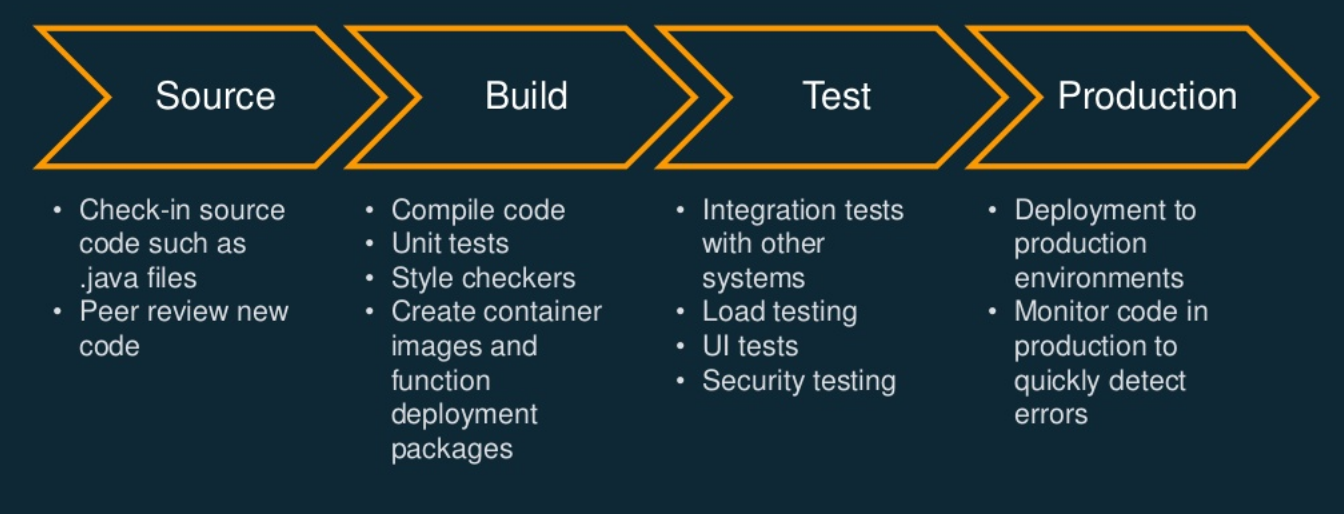 Source
Build
Test
Production
• Check-in source
code such as
.java files
• Peer review new
code
• Compile code
• Unit tests
• Style checkers
• Create container
images and
function
deployment
packages
• Integration tests
with other
systems
• Load testing
• UI tests
• Security testing
• Deployment to
production
environments
• Monitor code in
production to
quickly detect
errors